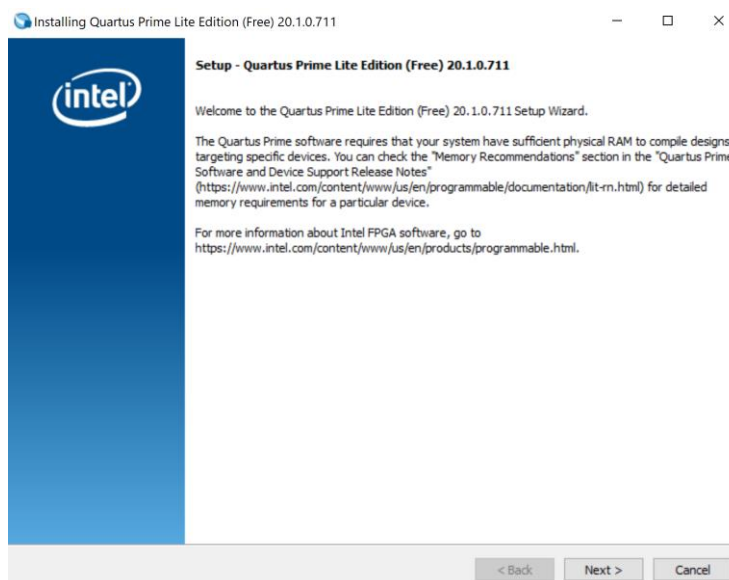 Installing Quartus Prime Lite Edition (Free) 20.1.0.711
intel
Setup - Quartus Prime Lite Edition (Free) 20.1.0.711
Welcome to the Quartus Prime Lite Edition (Free) 20.1.0.711 Setup Wizard.
The Quartus Prime software requires that your system have sufficient physical RAM to compile designs
targeting specific devices. You can check the "Memory Recommendations" section in the "Quartus Prime
Software and Device Support Release Notes"
(https://www.intel.com/content/www/us/en/programmable/documentation/lit-rn.html) for detailed
memory requirements for a particular device.
For more information about Intel FPGA software, go to
https://www.intel.com/content/www/us/en/products/programmable.html.
< Back
Next >
Cancel